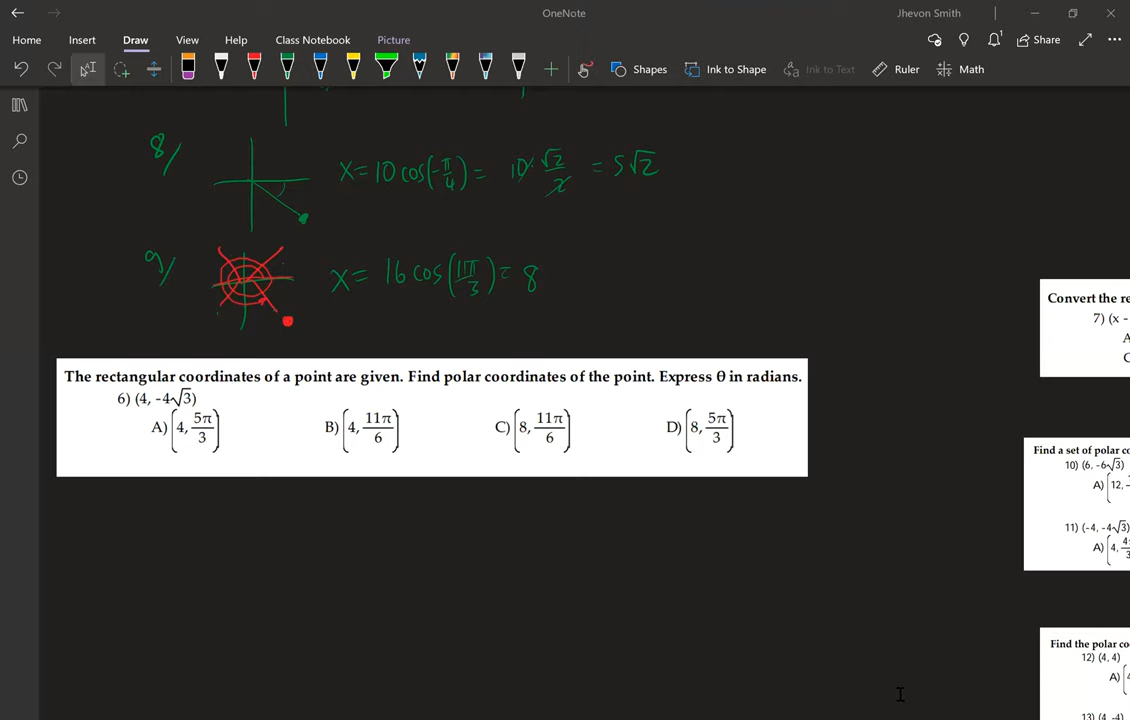 OneNote
Jhevon Smith
Home Insert Draw View Help Class Notebook Picture
Share
Shapes Ink to Shape Ink to Text Ruler Math
8/ x = 10 cos(-π/4) = 10 √2/2 = 5√2
9/ x = 16 cos(11π/3) = 8
The rectangular coordinates of a point are given. Find polar coordinates of the point. Express θ in radians.
6) (4, -4√3)
A) (4, 5π/3) B) (4, 11π/6) C) (8, 11π/6) D) (8, 5π/3)
Convert the re
7) (x -
A
C
Find a set of polar co
10) (6, -6√3)
A) (12,
11) (-4, -4√3)
A) (4, 4
3
Find the polar coo
12) (4, 4)
A) (4
13) (4, -4)